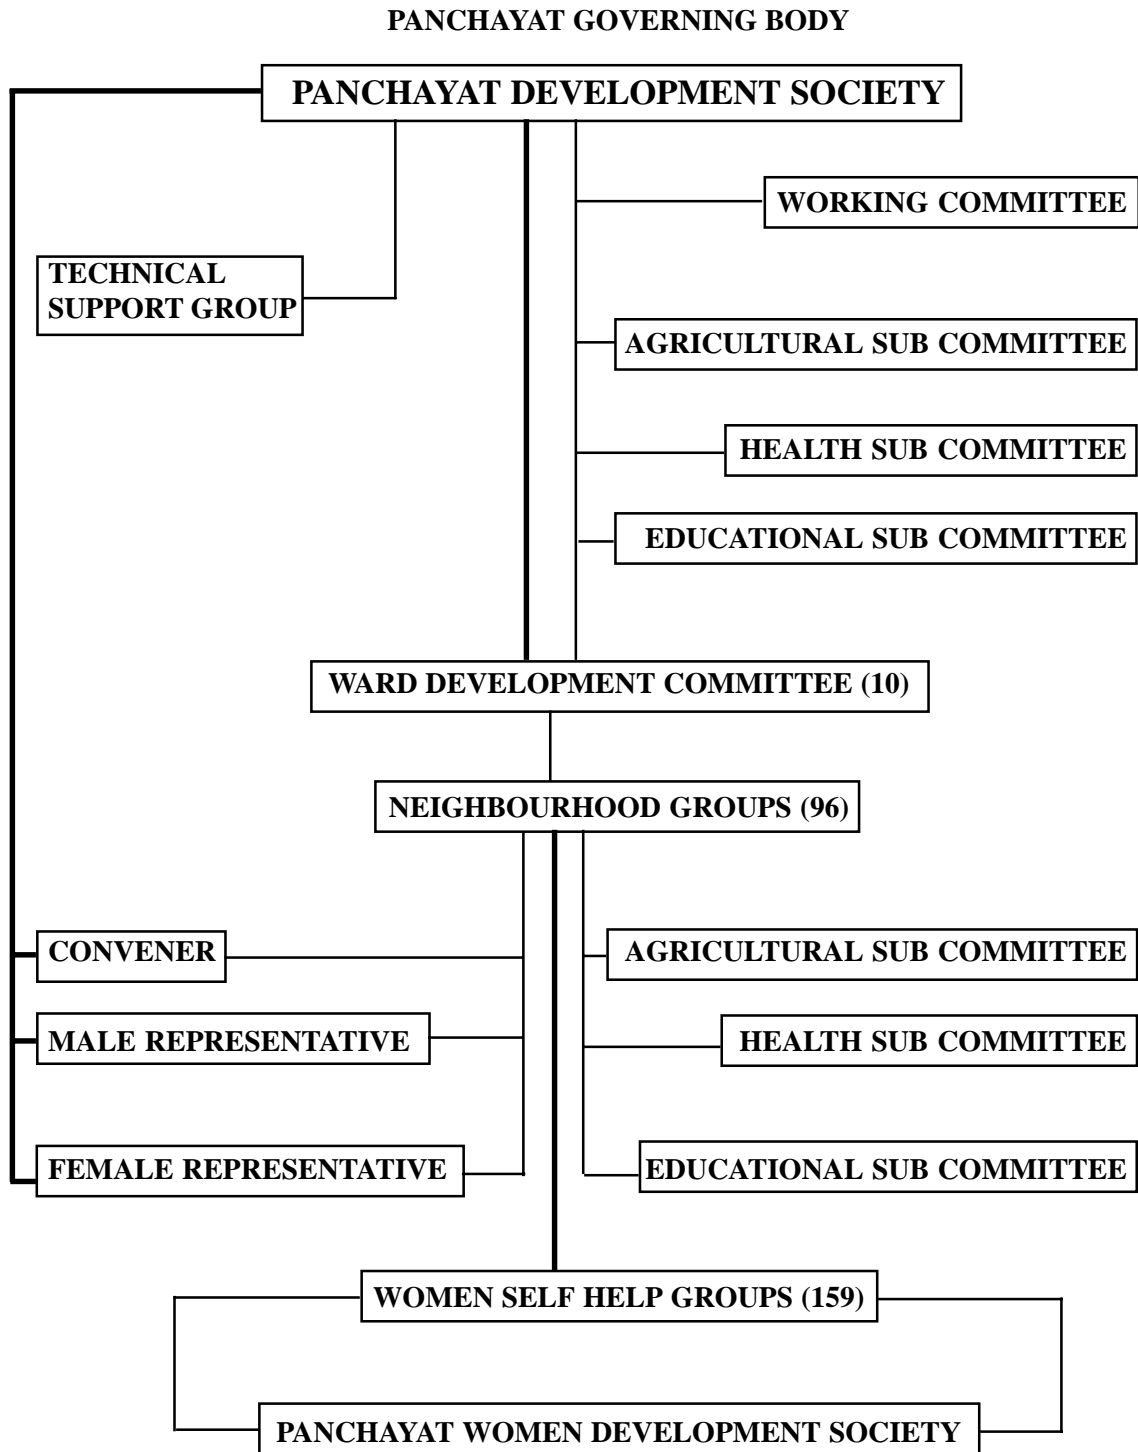 PANCHAYAT GOVERNING BODY
PANCHAYAT DEVELOPMENT SOCIETY
WORKING COMMITTEE
TECHNICAL
SUPPORT GROUP
AGRICULTURAL SUB COMMITTEE
HEALTH SUB COMMITTEE
EDUCATIONAL SUB COMMITTEE
WARD DEVELOPMENT COMMITTEE (10)
NEIGHBOURHOOD GROUPS (96)
CONVENER
AGRICULTURAL SUB COMMITTEE
MALE REPRESENTATIVE
HEALTH SUB COMMITTEE
FEMALE REPRESENTATIVE
EDUCATIONAL SUB COMMITTEE
WOMEN SELF HELP GROUPS (159)
PANCHAYAT WOMEN DEVELOPMENT SOCIETY